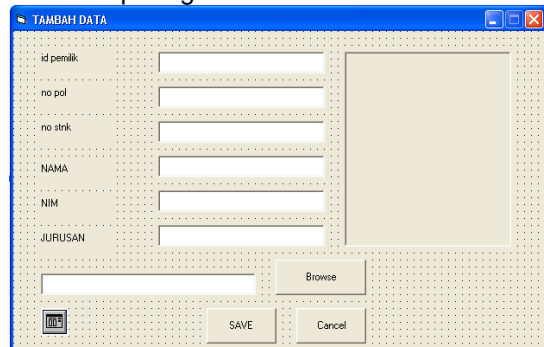 TAMBAH DATA
id pemilik
no pol
no stnk
NAMA
NIM
JURUSAN
Browse
SAVE
Cancel